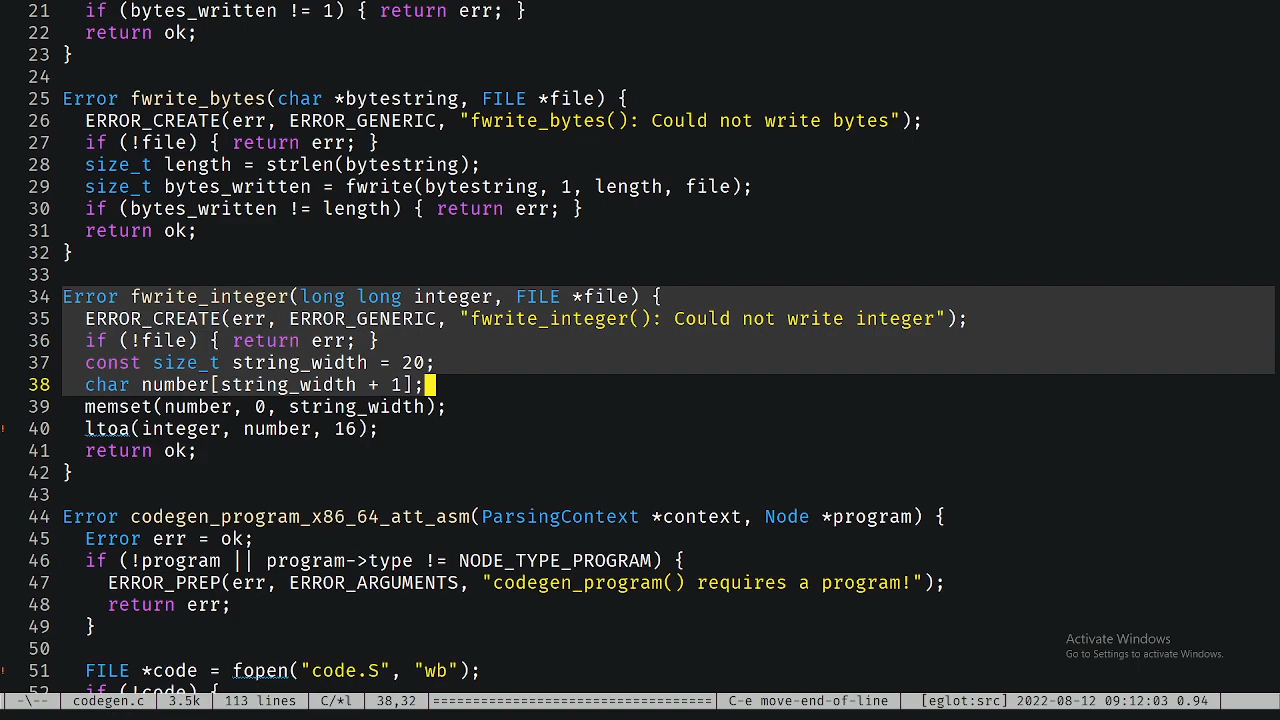 21   if (bytes_written != 1) { return err; }
22   return ok;
23 }
24
25 Error fwrite_bytes(char *bytestring, FILE *file) {
26   ERROR_CREATE(err, ERROR_GENERIC, "fwrite_bytes(): Could not write bytes");
27   if (!file) { return err; }
28   size_t length = strlen(bytestring);
29   size_t bytes_written = fwrite(bytestring, 1, length, file);
30   if (bytes_written != length) { return err; }
31   return ok;
32 }
33
34 Error fwrite_integer(long long integer, FILE *file) {
35   ERROR_CREATE(err, ERROR_GENERIC, "fwrite_integer(): Could not write integer");
36   if (!file) { return err; }
37   const size_t string_width = 20;
38   char number[string_width + 1];
39   memset(number, 0, string_width);
! 40   ltoa(integer, number, 16);
41   return ok;
42 }
43
44 Error codegen_program_x86_64_att_asm(ParsingContext *context, Node *program) {
45   Error err = ok;
46   if (!program || program->type != NODE_TYPE_PROGRAM) {
47     ERROR_PREP(err, ERROR_ARGUMENTS, "codegen_program() requires a program!");
48     return err;
49   }
50
! 51   FILE *code = fopen("code.S", "wb");
52   if (!code) {
Activate Windows
Go to Settings to activate Windows.
-\-- codegen.c 3.5k 113 lines C/*l 38,32 ========================= C-e move-end-of-line [eglot:src] 2022-08-12 09:12:03 0.94